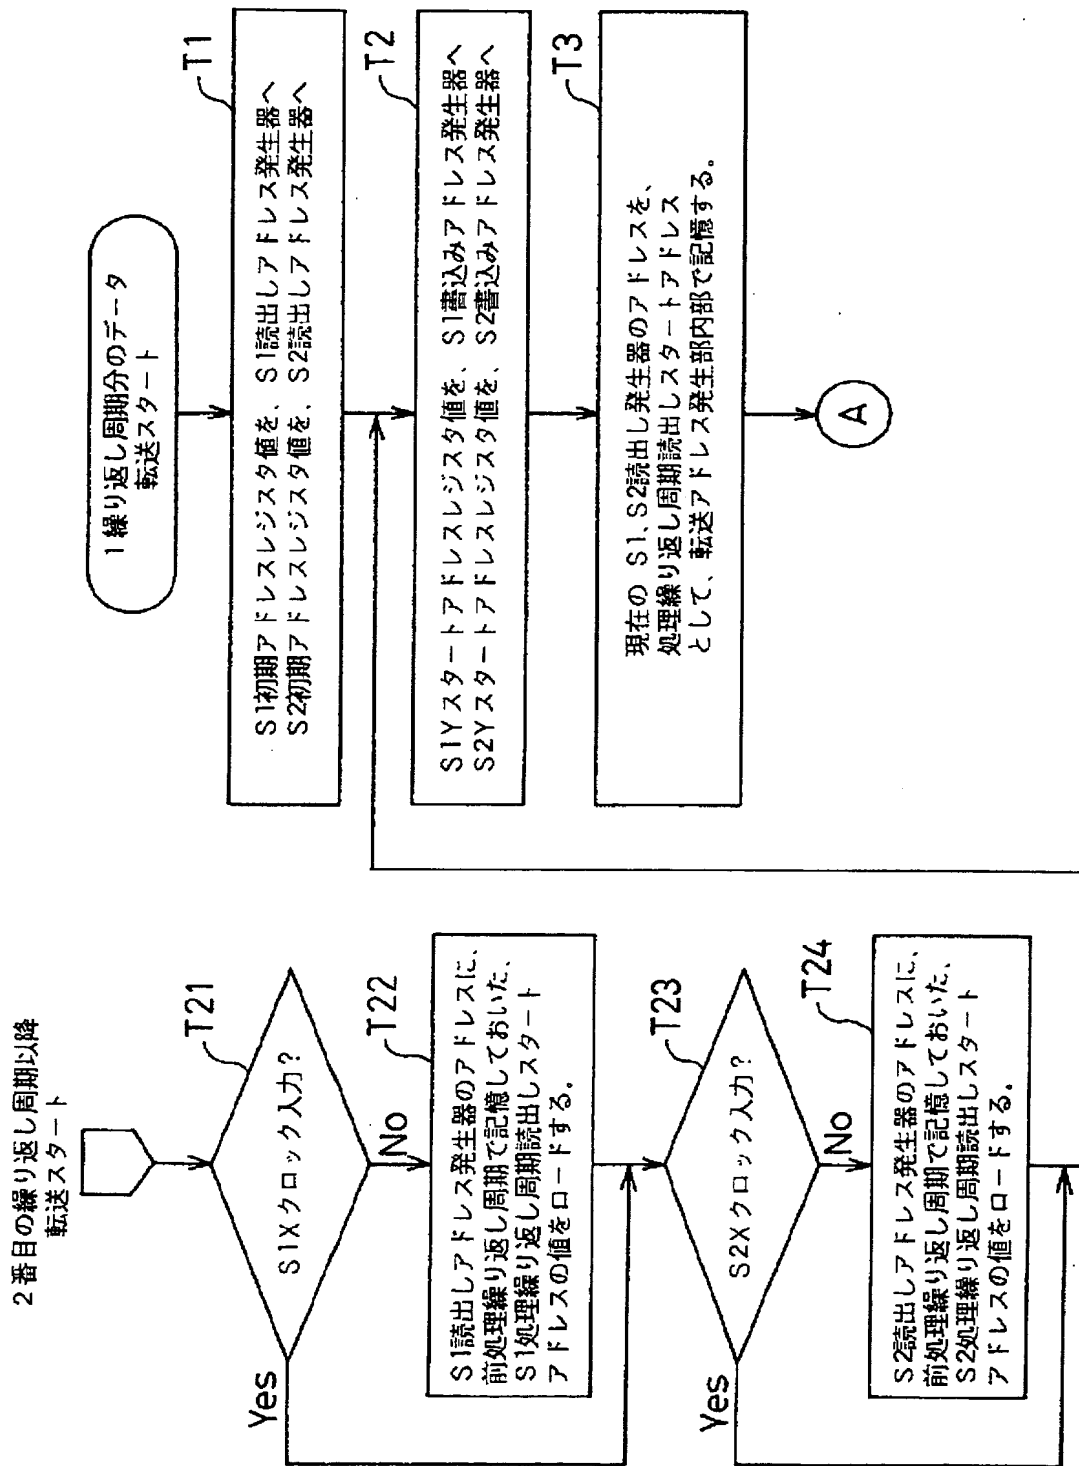 1繰り返し周期分のデータ
転送スタート
T1
S1初期アドレスレジスタ値を、S1読出しアドレス発生器へ
S2初期アドレスレジスタ値を、S2読出しアドレス発生器へ
T2
S1Yスタートアドレスレジスタ値を、S1書込みアドレス発生器へ
S2Yスタートアドレスレジスタ値を、S2書込アドレス発生器へ
T3
現在の S1、S2読出し発生器のアドレスを、
処理繰り返し周期読出しスタートアドレス
として、転送アドレス発生部内部で記憶する。
A
2番目の繰り返し周期以降
転送スタート
T21
S1Xクロック入力?
Yes
No
T22
S1読出しアドレス発生器のアドレスに、
前処理繰り返し周期で記憶しておいた、
S1処理繰り返し周期読出しスタート
アドレスの値をロードする。
T23
S2Xクロック入力?
Yes
No
T24
S2読出しアドレス発生器のアドレスに、
前処理繰り返し周期で記憶しておいた、
S2処理繰り返し周期読出しスタート
アドレスの値をロードする。